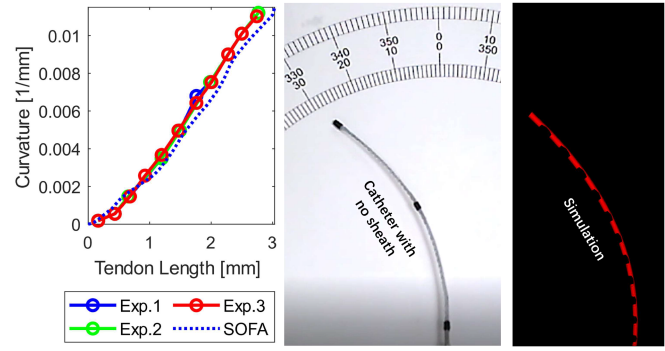 Curvature [1/mm]
0.01
0.008
0.006
0.004
0.002
0
0 1 2 3
Tendon Length [mm]
Exp.1 Exp.3
Exp.2 SOFA
330
30
340
20
350
10
0
0
10
350
Catheter with
no sheath
Simulation